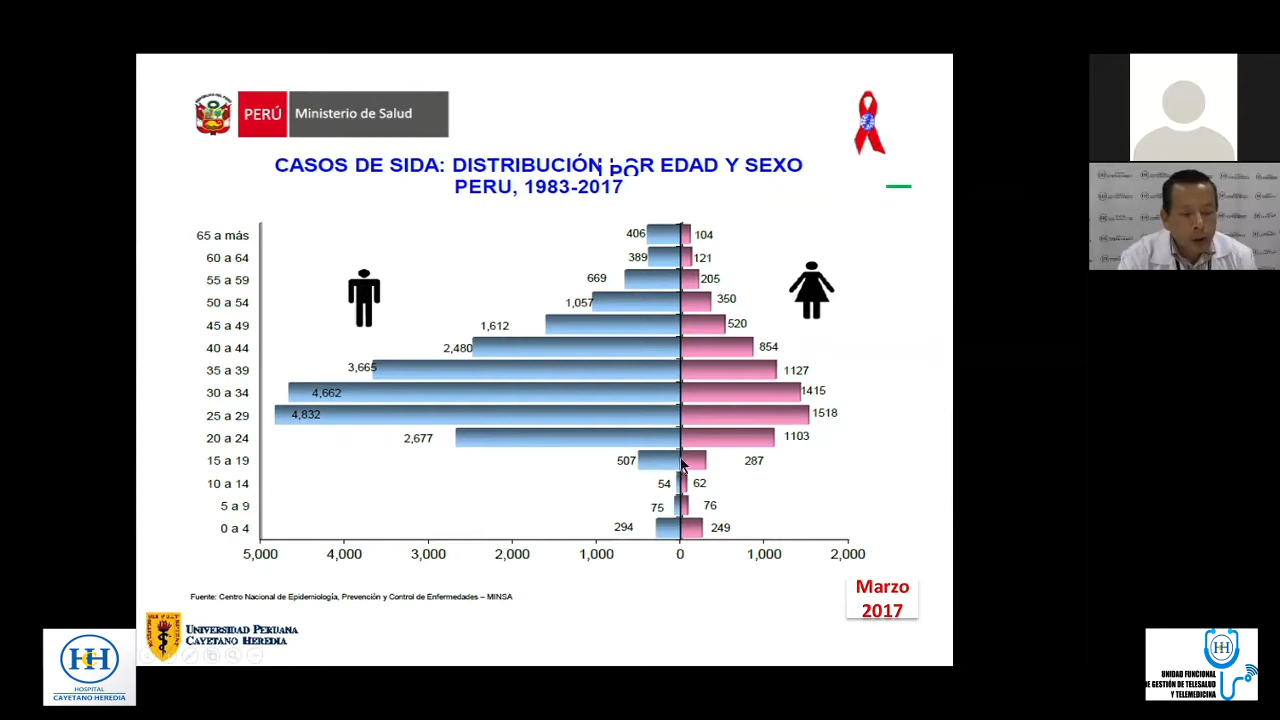 PERÚ
Ministerio de Salud
CASOS DE SIDA: DISTRIBUCIÓN POR EDAD Y SEXO
PERU, 1983-2017
65 a más 406 104
60 a 64 389 121
55 a 59 669 205
50 a 54 1,057 350
45 a 49 1,612 520
40 a 44 2,480 854
35 a 39 3,665 1127
30 a 34 4,662 1415
25 a 29 4,832 1518
20 a 24 2,677 1103
15 a 19 507 287
10 a 14 54 62
5 a 9 75 76
0 a 4 294 249
5,000 4,000 3,000 2,000 1,000 0 1,000 2,000
Marzo
2017
Fuente: Centro Nacional de Epidemiología, Prevención y Control de Enfermedades – MINSA
UNIVERSIDAD PERUANA
CAYETANO HEREDIA
HCH
HOSPITAL
CAYETANO HEREDIA
UNIDAD FUNCIONAL
DE GESTIÓN DE TELESALUD
Y TELEMEDICINA